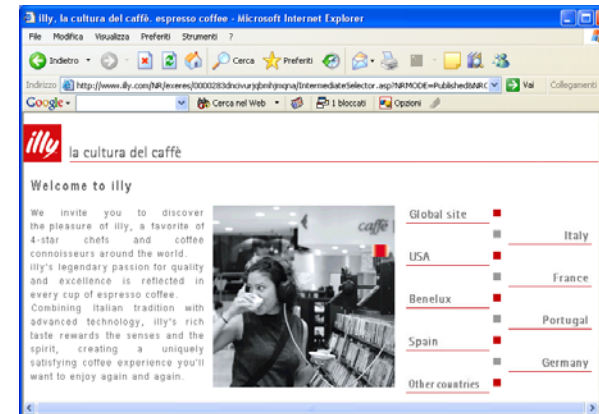 illy, la cultura del caffè. espresso coffee - Microsoft Internet Explorer
File Modifica Visualizza Preferiti Strumenti ?
Indietro Cerca Preferiti
Indirizzo Vai Collegamenti
Google Cerca nel Web 1 bloccati Opzioni
illy la cultura del caffè
Welcome to illy
We invite you to discover
the pleasure of illy, a favorite of
4-star chefs and coffee
connoisseurs around the world.
illy's legendary passion for quality
and excellence is reflected in
every cup of espresso coffee.
Combining Italian tradition with
advanced technology, illy's rich
taste rewards the senses and the
spirit, creating a uniquely
satisfying coffee experience you'll
want to enjoy again and again.
caffè
Global site
Italy
USA
France
Benelux
Portugal
Spain
Germany
Other countries